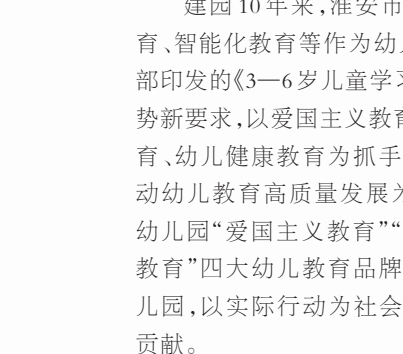 建园10年来,淮安市
育、智能化教育等作为幼儿
部印发的《3—6岁儿童学习
势新要求,以爱国主义教育
育、幼儿健康教育为抓手
动幼儿教育高质量发展为
幼儿园“爱国主义教育”“
教育”四大幼儿教育品牌
儿园,以实际行动为社会
贡献。